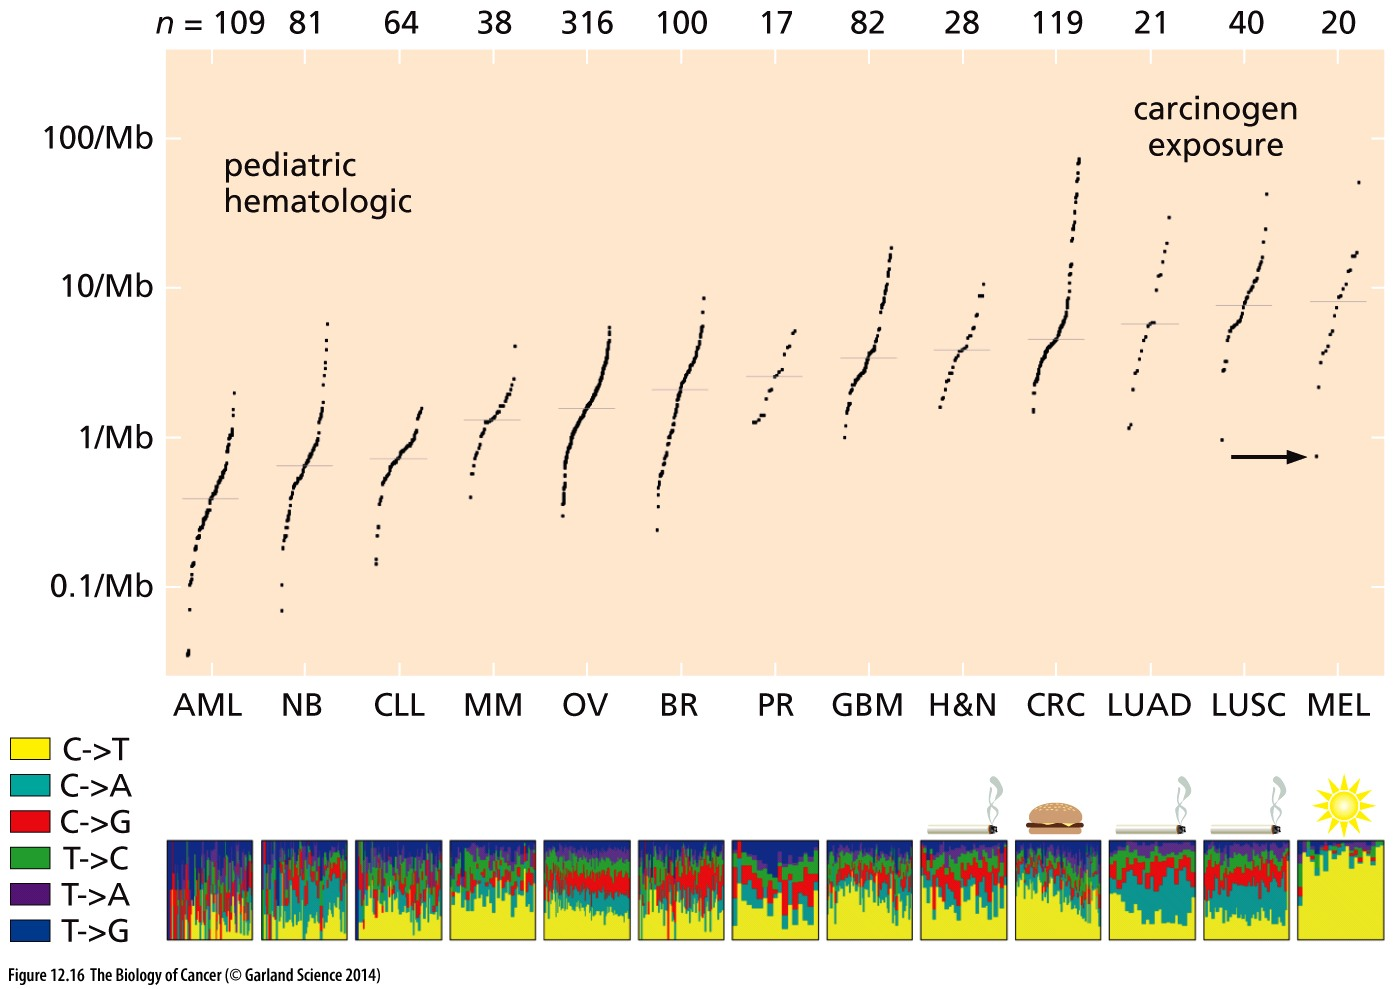 n = 109 81 64 38 316 100 17 82 28 119 21 40 20
100/Mb
10/Mb
1/Mb
0.1/Mb
pediatric
hematologic
carcinogen
exposure
AML NB CLL MM OV BR PR GBM H&N CRC LUAD LUSC MEL
C->T
C->A
C->G
T->C
T->A
T->G
Figure 12.16 The Biology of Cancer (© Garland Science 2014)